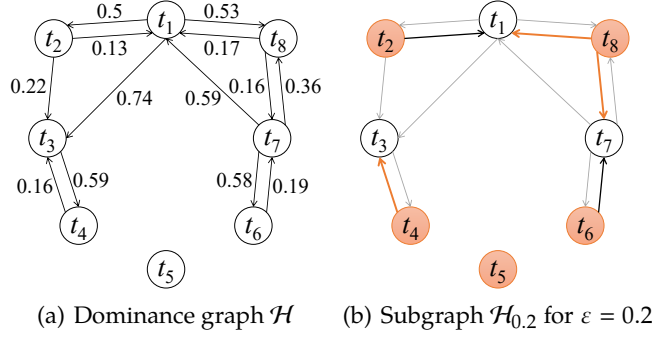 0.5 t₁ 0.53
t₂ 0.13 0.17 t₈
0.22 0.74 0.59 0.16 0.36
t₃ t₇
0.16 0.59 0.58 0.19
t₄ t₆
t₅
(a) Dominance graph ℋ
t₁
t₂ t₈
t₃ t₇
t₄ t₆
t₅
(b) Subgraph ℋ₀.₂ for ε = 0.2